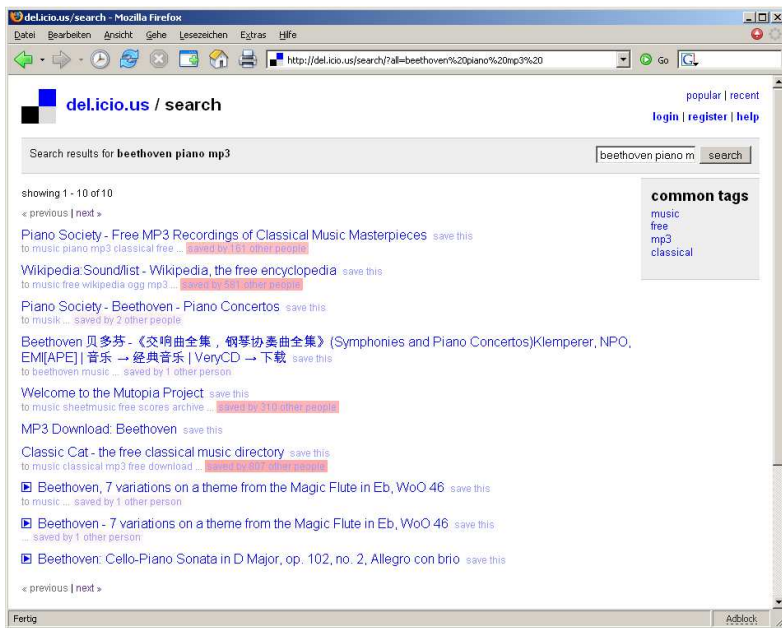 del.icio.us/search - Mozilla Firefox
Datei Bearbeiten Ansicht Gehe Lesezeichen Extras Hilfe
http://del.icio.us/search/?all=beethoven%20piano%20mp3%20 Go G
del.icio.us / search
popular | recent
login | register | help
Search results for beethoven piano mp3
beethoven piano m search
showing 1 - 10 of 10
« previous | next »
common tags
music
free
mp3
classical
Piano Society - Free MP3 Recordings of Classical Music Masterpieces save this
to music piano mp3 classical free ... saved by 161 other people
Wikipedia:Sound/list - Wikipedia, the free encyclopedia save this
to music free wikipedia ogg mp3 ... saved by 581 other people
Piano Society - Beethoven - Piano Concertos save this
to musik ... saved by 2 other people
Beethoven 贝多芬 -《交响曲全集，钢琴协奏曲全集》(Symphonies and Piano Concertos)Klemperer, NPO,
EMI[APE] | 音乐 → 经典音乐 | VeryCD → 下载 save this
to beethoven music ... saved by 1 other person
Welcome to the Mutopia Project save this
to music sheetmusic free scores archive ... saved by 310 other people
MP3 Download: Beethoven save this
Classic Cat - the free classical music directory save this
to music classical mp3 free download ... saved by 607 other people
Beethoven, 7 variations on a theme from the Magic Flute in Eb, WoO 46 save this
to music ... saved by 1 other person
Beethoven - 7 variations on a theme from the Magic Flute in Eb, WoO 46 save this
... saved by 1 other person
Beethoven: Cello-Piano Sonata in D Major, op. 102, no. 2, Allegro con brio save this
« previous | next »
Fertig Adblock